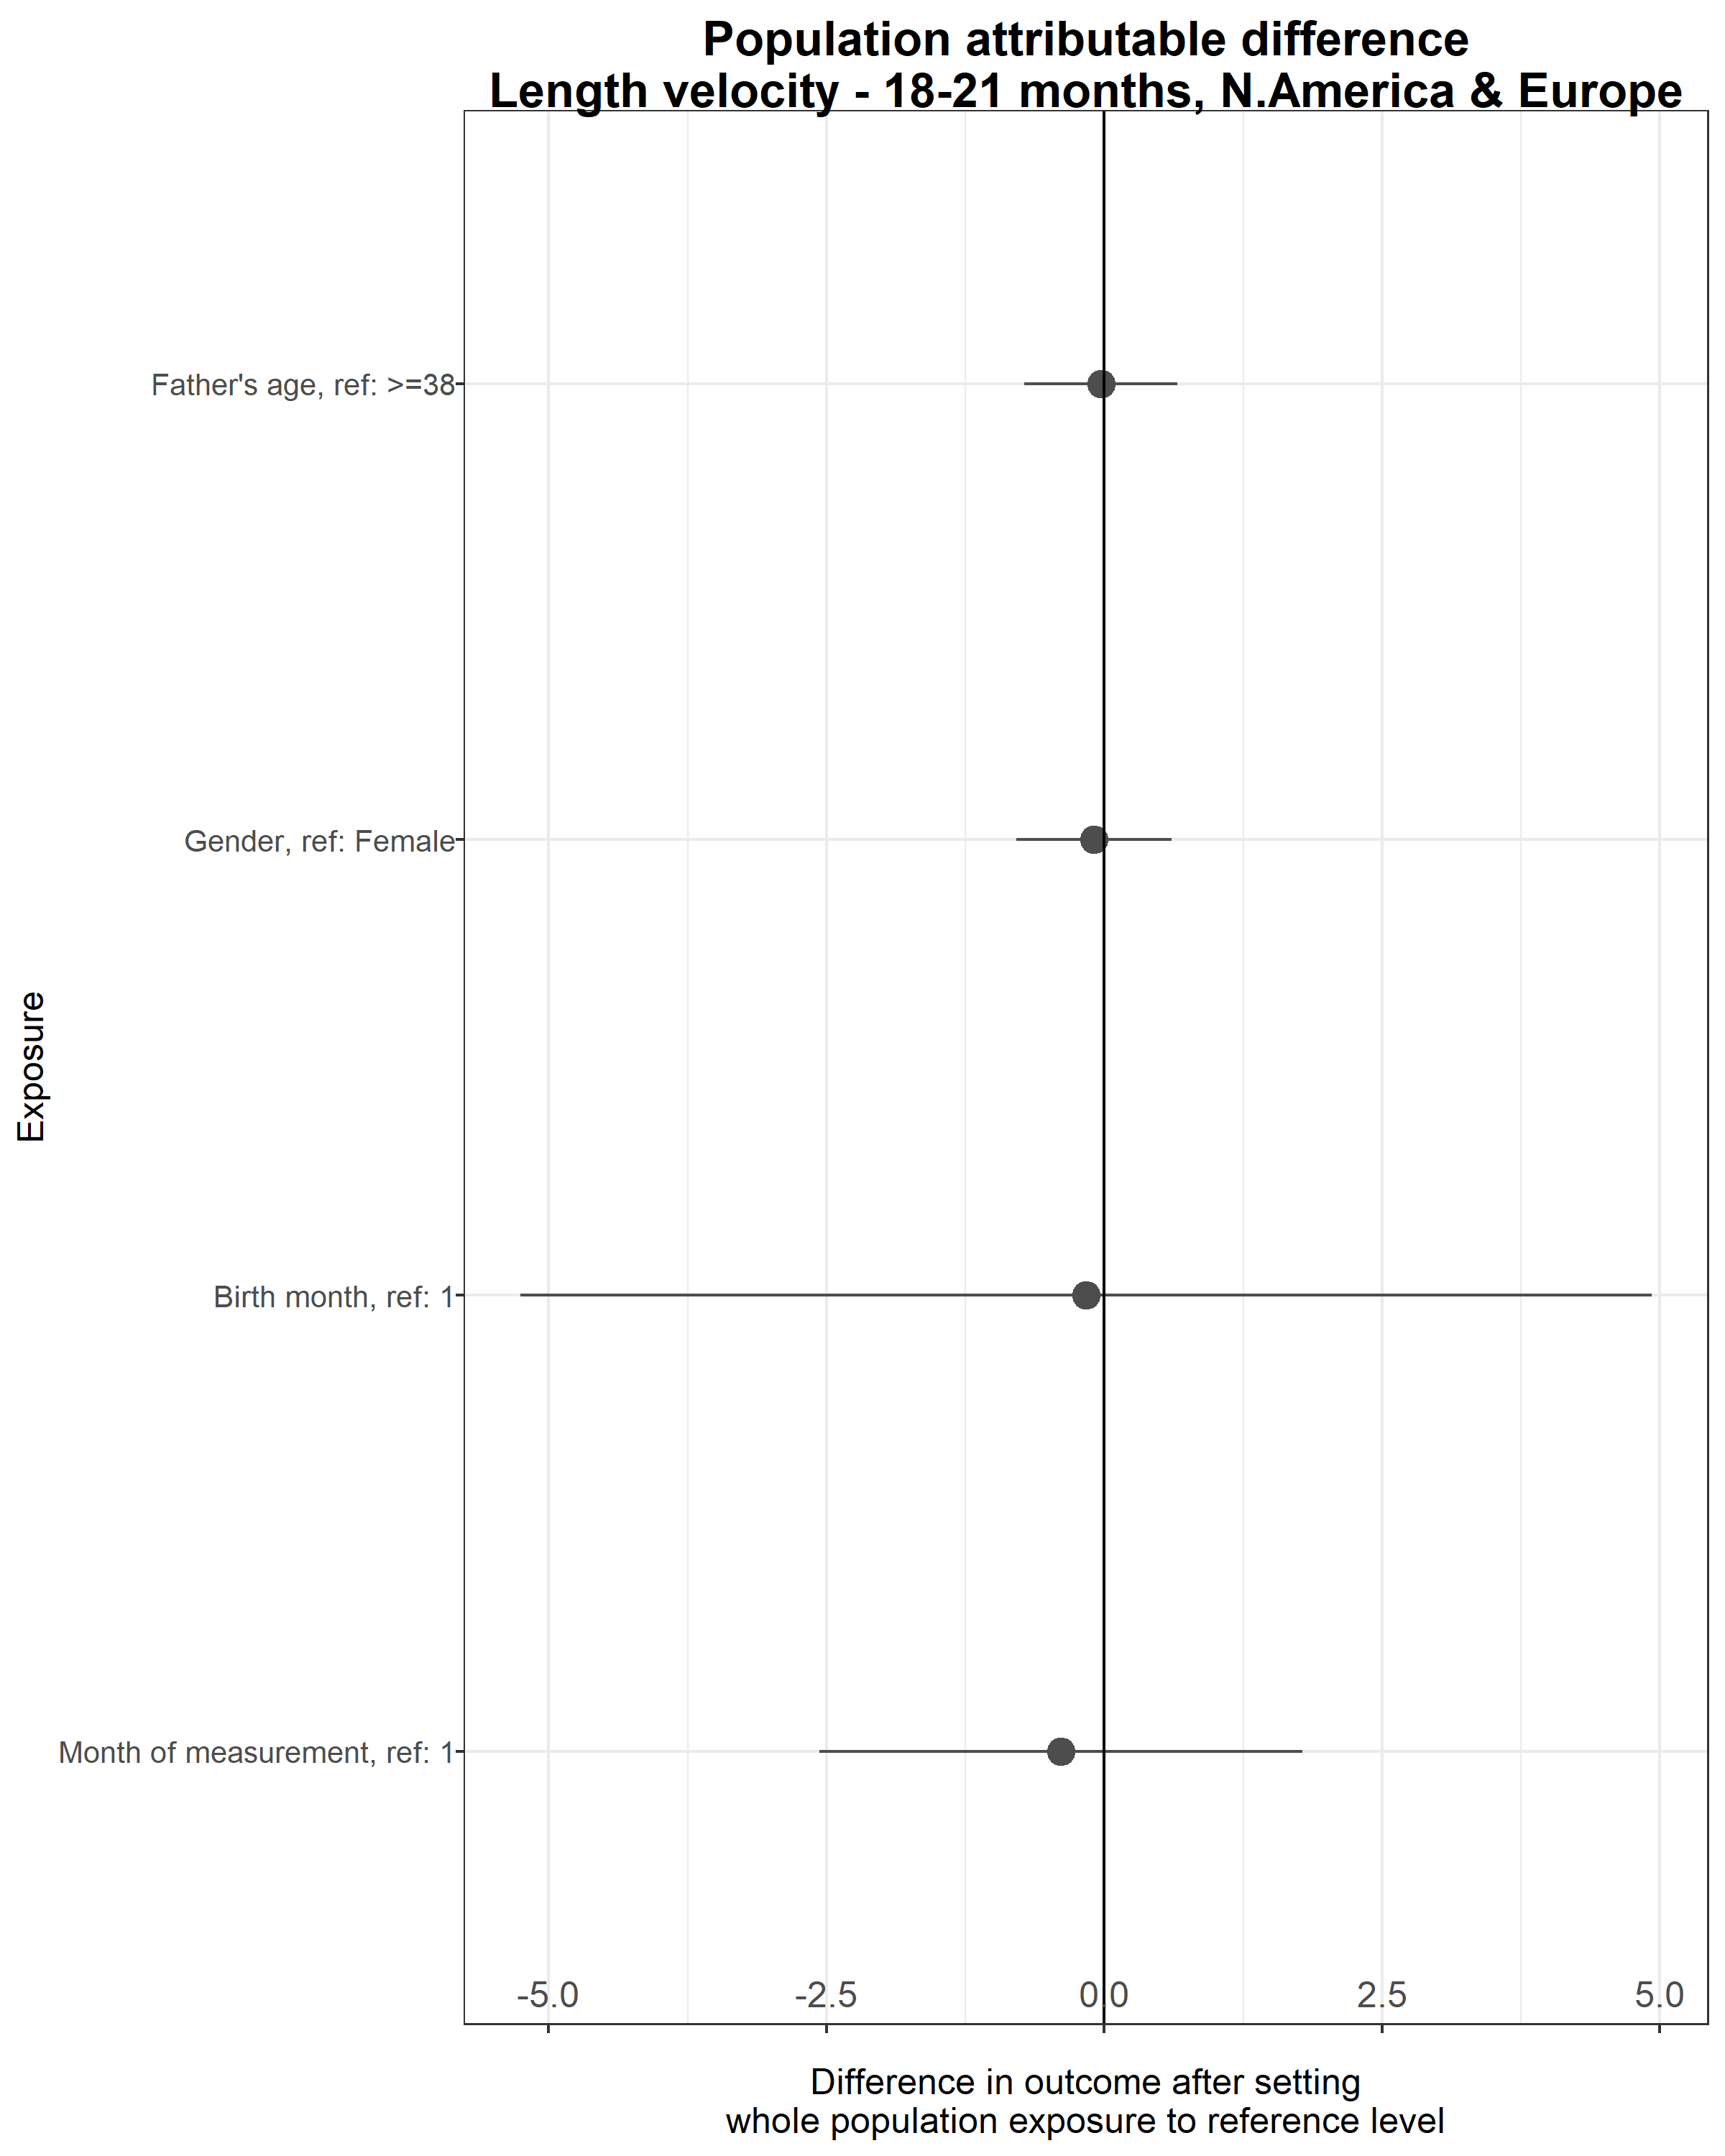 Population attributable difference
Length velocity - 18-21 months, N.America & Europe
Exposure
Father's age, ref: >=38
Gender, ref: Female
Birth month, ref: 1
Month of measurement, ref: 1
-5.0 -2.5 0.0 2.5 5.0
Difference in outcome after setting
whole population exposure to reference level